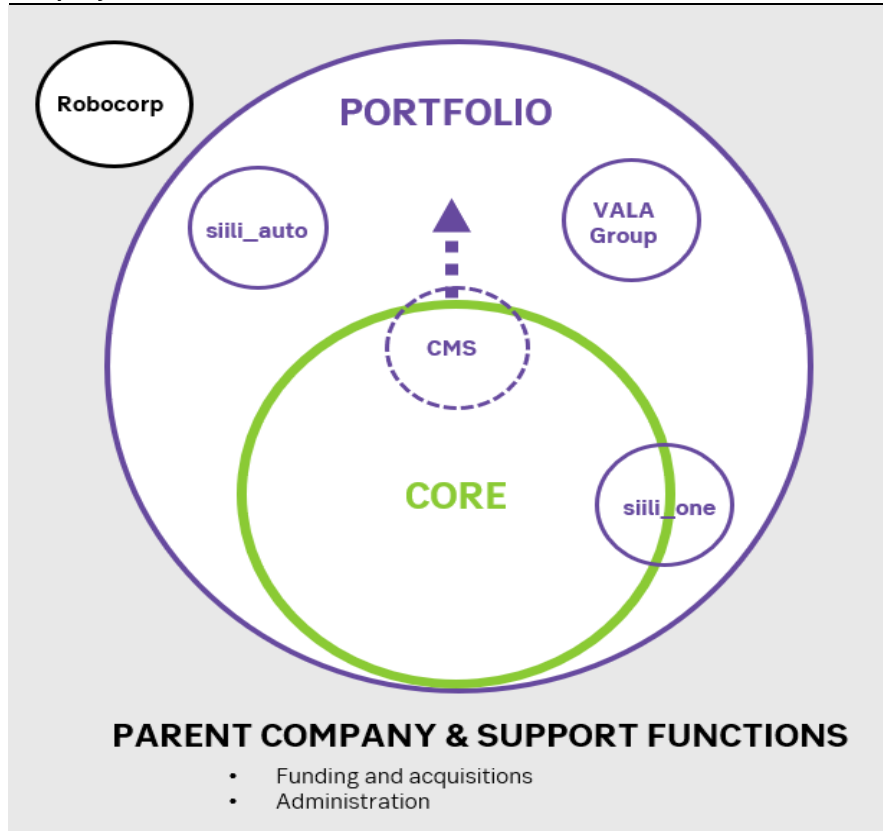 Robocorp
PORTFOLIO
siili_auto
VALA
Group
CMS
CORE
siili_one
PARENT COMPANY & SUPPORT FUNCTIONS
• Funding and acquisitions
• Administration